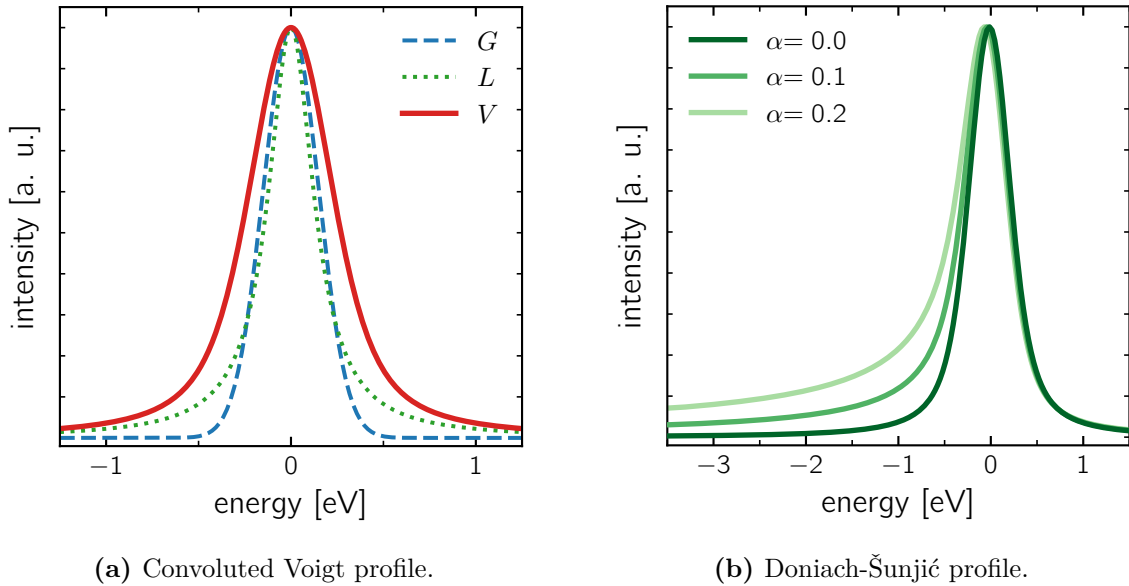 intensity [a. u.]
G
L
V
−1
0
1
energy [eV]
(a) Convoluted Voigt profile.
intensity [a. u.]
α= 0.0
α= 0.1
α= 0.2
−3
−2
−1
0
1
energy [eV]
(b) Doniach-Šunjić profile.